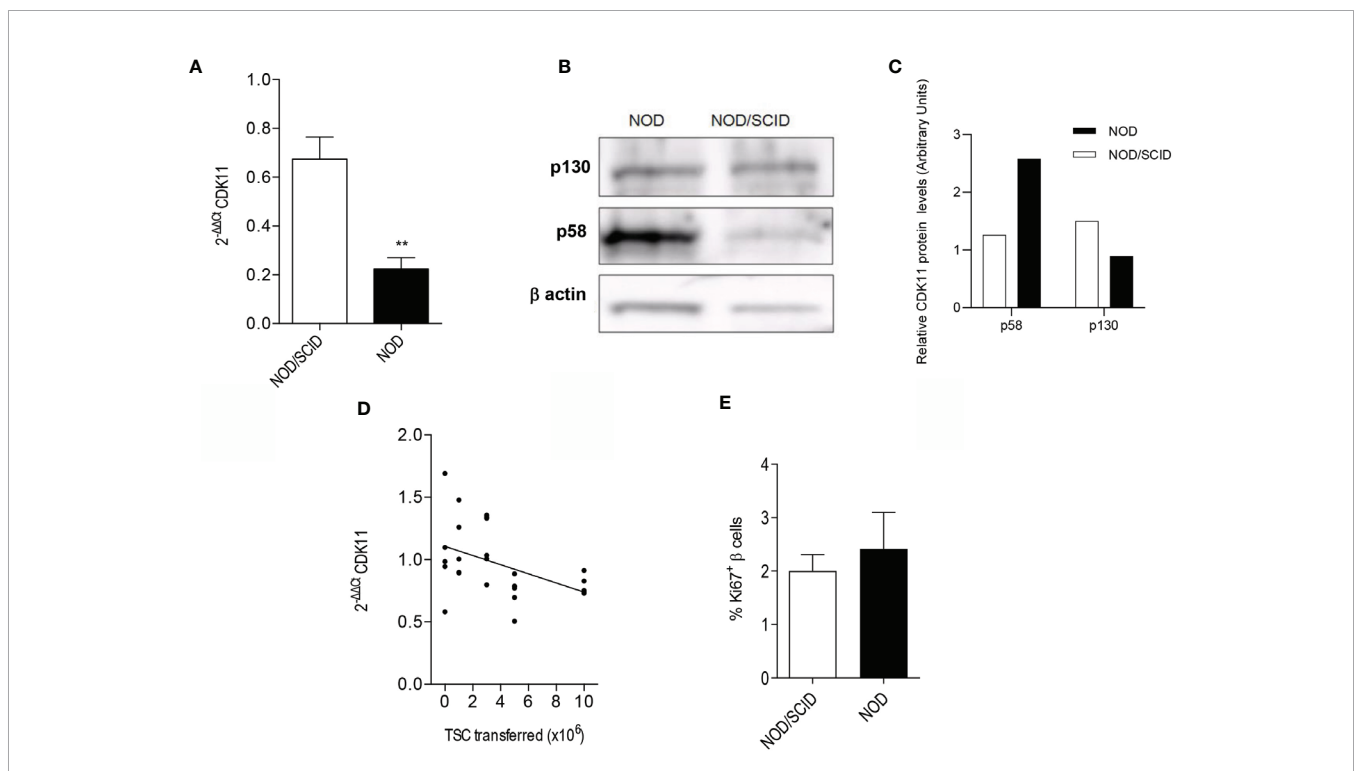 A
2-ΔΔCt CDK11
1.0
0.8
0.6
0.4
0.2
0.0
**
NOD/SCID
NOD
B
NOD
NOD/SCID
p130
p58
β actin
C
Relative CDK11 protein levels (Arbitrary Units)
3
2
1
0
p58
p130
NOD
NOD/SCID
D
2-ΔΔCt CDK11
2.0
1.5
1.0
0.5
0.0
0 2 4 6 8 10
TSC transferred (x10⁶)
E
% Ki67⁺ β cells
4
3
2
1
0
NOD/SCID
NOD